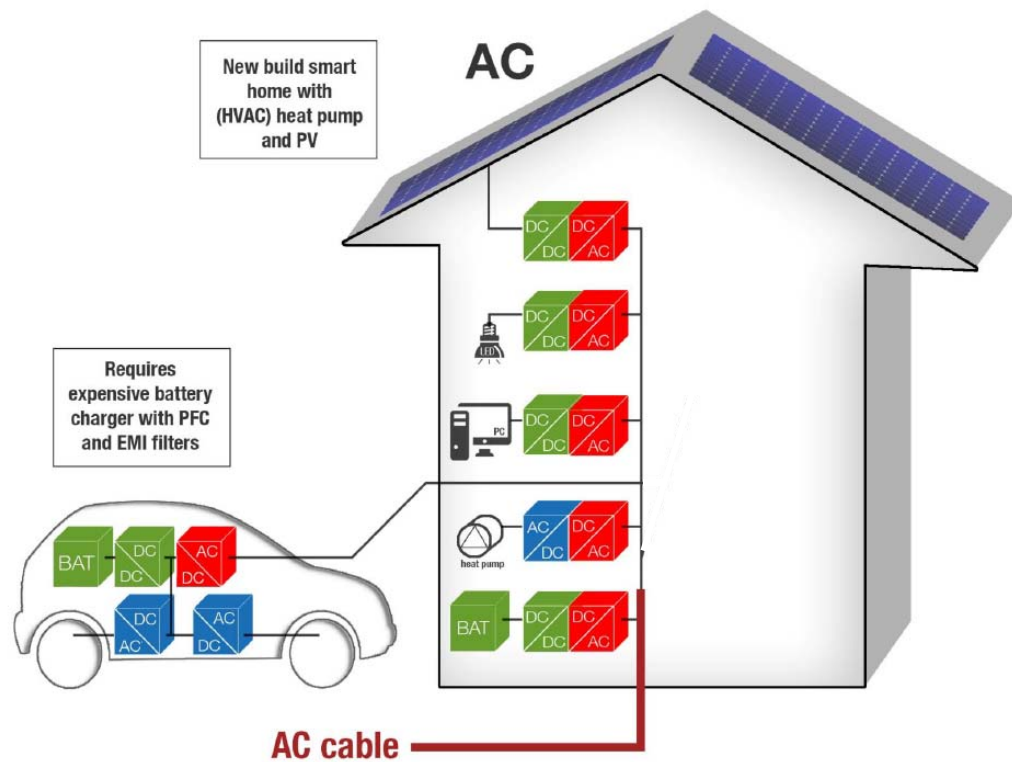 New build smart
home with
(HVAC) heat pump
and PV
AC
DC
DC
DC
AC
LED
DC
DC
DC
AC
PC
DC
DC
DC
AC
Requires
expensive battery
charger with PFC
and EMI filters
heat pump
AC
DC
DC
AC
BAT
DC
DC
AC
DC
DC
AC
AC
DC
BAT
DC
DC
DC
AC
AC cable